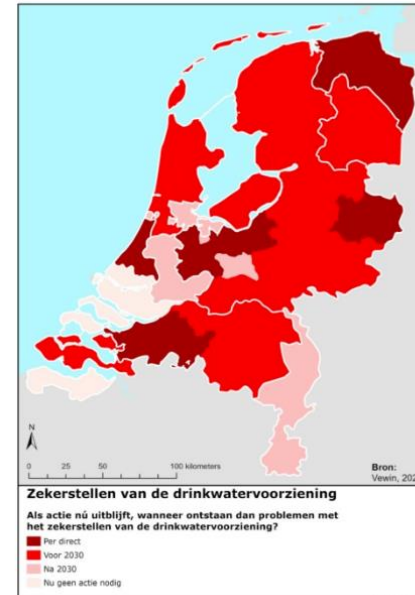 N
0 25 50 100 kilometers
Bron:
Vewin, 202
Zekerstellen van de drinkwatervoorziening
Als actie nú uitblijft, wanneer ontstaan dan problemen met
het zekerstellen van de drinkwatervoorziening?
Per direct
Voor 2030
Na 2030
Nu geen actie nodig